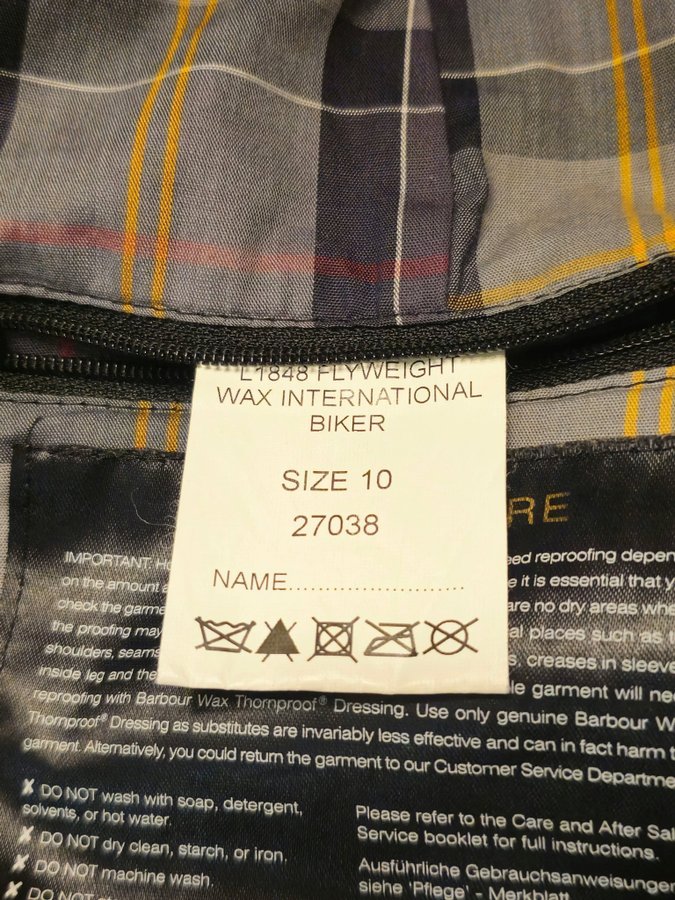 L1848 FLYWEIGHT
WAX INTERNATIONAL
BIKER
SIZE 10
27038
NAME.........................
RE
IMPORTANT: need reproofing depen
on the amount it is essential that y
check the garme are no dry areas whe
the proofing may places such as
shoulders, seams creases in sleeve
inside leg and the garment will nee
reproofing with Barbour Wax Thornproof® Dressing. Use only genuine Barbour W
Thornproof® Dressing as substitutes are invariably less effective and can in fact harm t
garment. Alternatively, you could return the garment to our Customer Service Departme
✗ DO NOT wash with soap, detergent,
solvents, or hot water.
✗ DO NOT dry clean, starch, or iron.
✗ DO NOT machine wash.
✗ DO NOT
Please refer to the Care and After Sal
Service booklet for full instructions.
Ausführliche Gebrauchsanweisungen
siehe 'Pflege' - Merkblatt